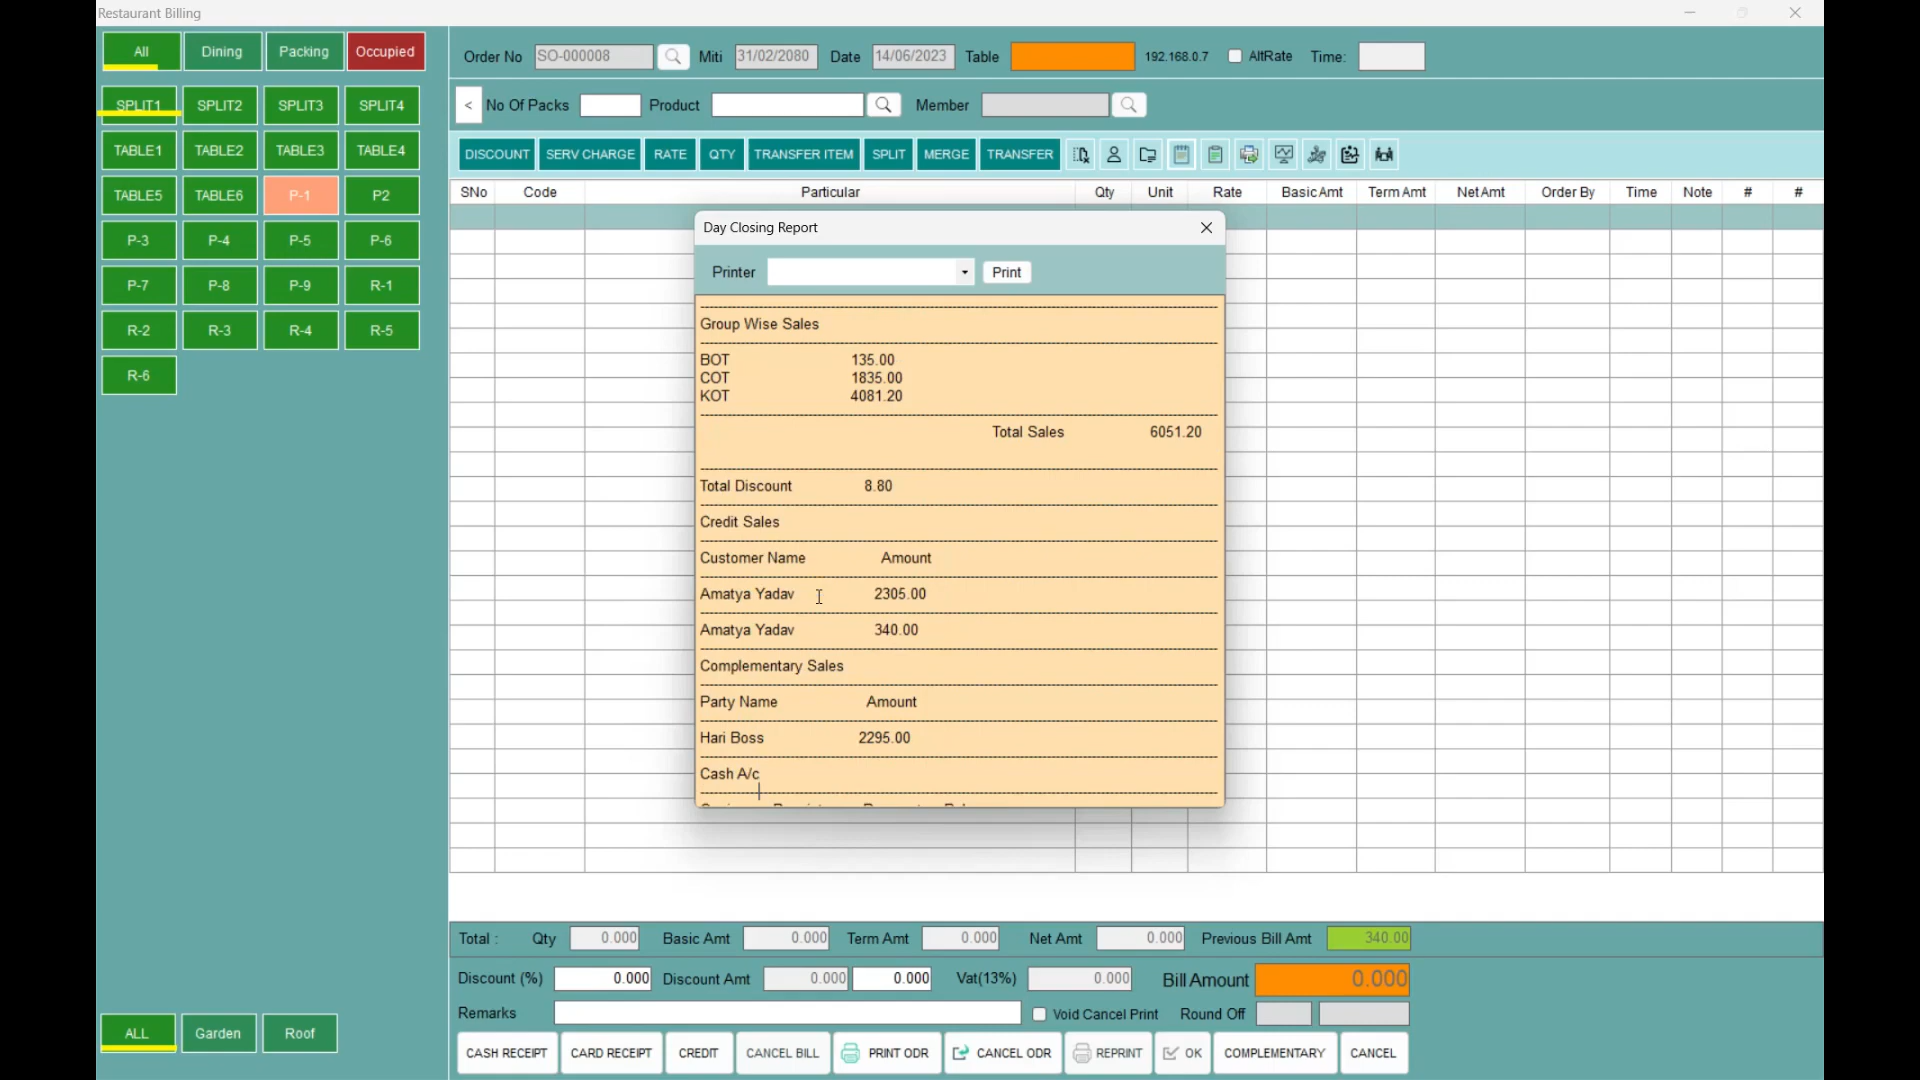 Restaurant Billing
All Dining Packing Occupied
SPLIT1 SPLIT2 SPLIT3 SPLIT4
TABLE1 TABLE2 TABLE3 TABLE4
TABLE5 TABLE6 P-1 P2
P-3 P-4 P-5 P-6
P-7 P-8 P-9 R-1
R-2 R-3 R-4 R-5
R-6
ALL Garden Roof
Order No SO-000008 Miti 31/02/2080 Date 14/06/2023 Table 192.168.0.7 AltRate Time:
< No Of Packs Product Member
DISCOUNT SERV CHARGE RATE QTY TRANSFER ITEM SPLIT MERGE TRANSFER
SNo Code Particular Qty Unit Rate Basic Amt Term Amt Net Amt Order By Time Note # #
Day Closing Report
Printer Print
Group Wise Sales
BOT 135.00
COT 1835.00
KOT 4081.20
Total Sales 6051.20
Total Discount 8.80
Credit Sales
Customer Name Amount
Amatya Yadav 2305.00
Amatya Yadav 340.00
Complementary Sales
Party Name Amount
Hari Boss 2295.00
Cash A/c
Total : Qty 0.000 Basic Amt 0.000 Term Amt 0.000 Net Amt 0.000 Previous Bill Amt 340.00
Discount (%) 0.000 Discount Amt 0.000 0.000 Vat(13%) 0.000 Bill Amount 0.000
Remarks Void Cancel Print Round Off
CASH RECEIPT CARD RECEIPT CREDIT CANCEL BILL PRINT ODR CANCEL ODR REPRINT OK COMPLEMENTARY CANCEL